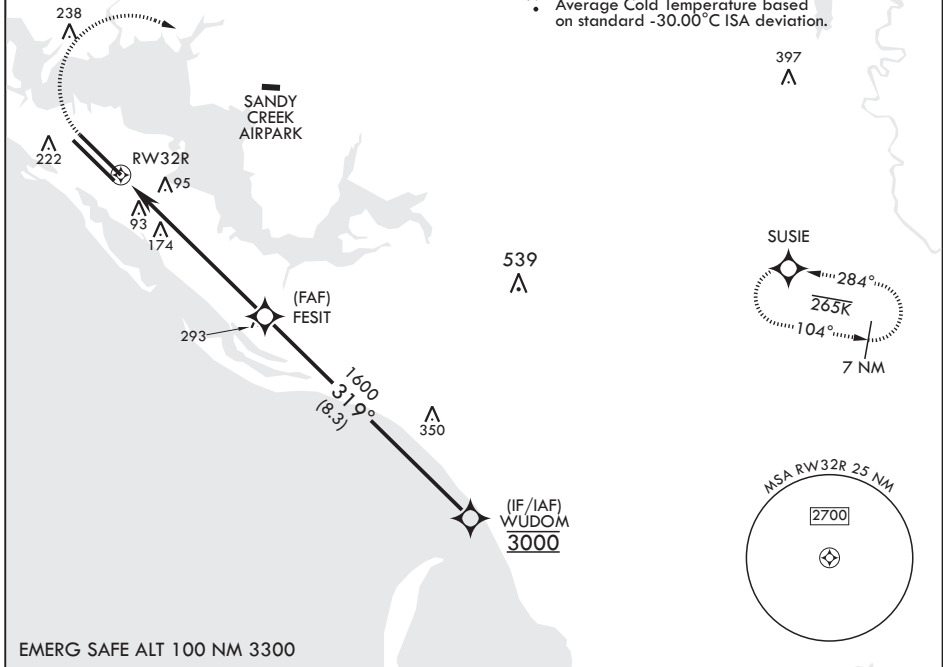 Average Cold Temperature based
on standard -30.00°C ISA deviation.
238
397
SANDY
CREEK
AIRPARK
222
RW32R
95
93
174
SUSIE
539
284°
265K
104°
7 NM
(FAF)
FESIT
293
1600
319°
(8.3)
350
MSA RW32R 25 NM
2700
(IF/IAF)
WUDOM
3000
EMERG SAFE ALT 100 NM 3300